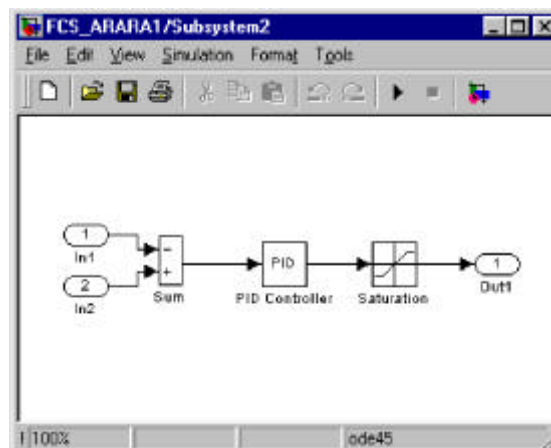 FCS_ARARA1/Subsystem2
File Edit View Simulation Format Tools
1
In1
2
In2
−
+
Sum
PID
PID Controller
Saturation
1
Out1
100%
ode45